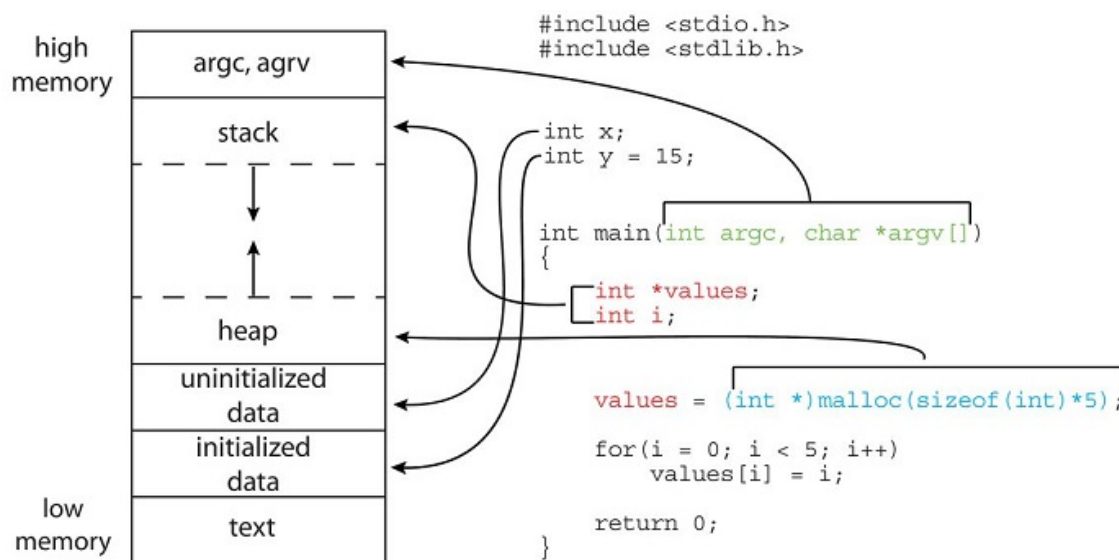 high
memory
argc, agrv
stack
heap
uninitialized
data
initialized
data
low
memory
text
#include <stdio.h>
#include <stdlib.h>
int x;
int y = 15;
int main(int argc, char *argv[])
{
int *values;
int i;
values = (int *)malloc(sizeof(int)*5);
for(i = 0; i < 5; i++)
values[i] = i;
return 0;
}